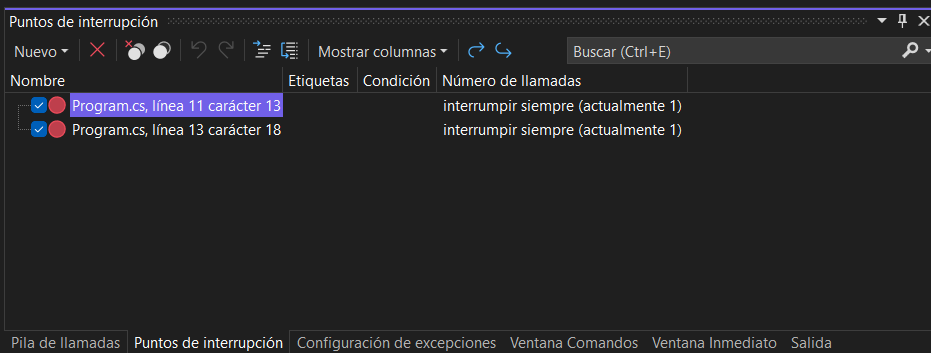 Puntos de interrupción
Nuevo
Mostrar columnas
Buscar (Ctrl+E)
Nombre Etiquetas Condición Número de llamadas
Program.cs, línea 11 carácter 13 interrumpir siempre (actualmente 1)
Program.cs, línea 13 carácter 18 interrumpir siempre (actualmente 1)
Pila de llamadas Puntos de interrupción Configuración de excepciones Ventana Comandos Ventana Inmediato Salida